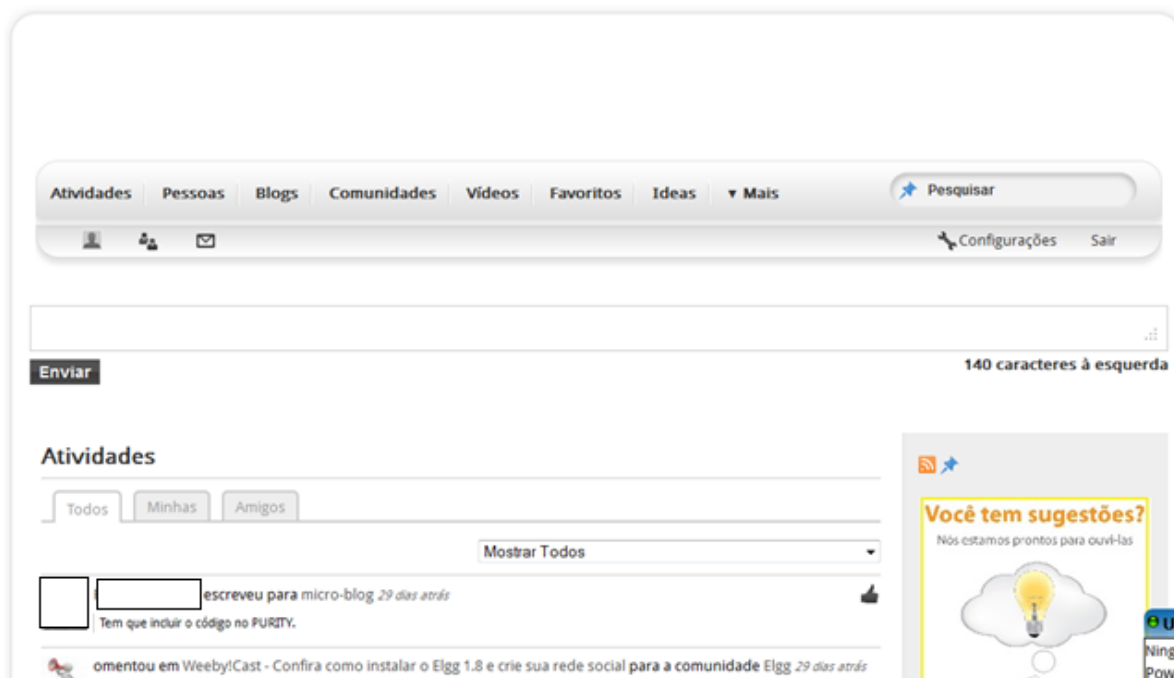 Atividades Pessoas Blogs Comunidades Vídeos Favoritos Ideas ▾ Mais Pesquisar
Configurações Sair
Enviar 140 caracteres à esquerda
Atividades
Todos Minhas Amigos
Você tem sugestões?
Nós estamos prontos para ouvi-las
Mostrar Todos
escreveu para micro-blog 29 dias atrás
Tem que incluir o código no PURITY.
omentou em Weeby!Cast - Confira como instalar o Elgg 1.8 e crie sua rede social para a comunidade Elgg 29 dias atrás
U
Ning
Pow